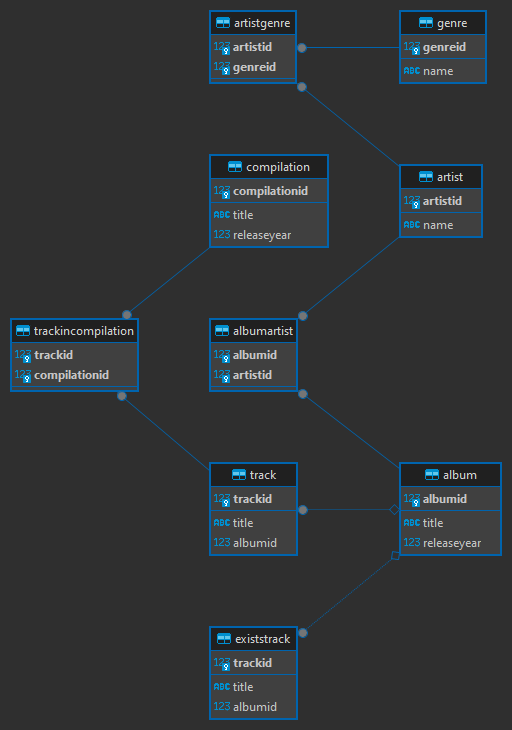 artistgenre
123 artistid
123 genreid
genre
123 genreid
ABC name
compilation
123 compilationid
ABC title
123 releaseyear
artist
123 artistid
ABC name
trackincompilation
123 trackid
123 compilationid
albumartist
123 albumid
123 artistid
track
123 trackid
ABC title
123 albumid
album
123 albumid
ABC title
123 releaseyear
existstrack
123 trackid
ABC title
123 albumid